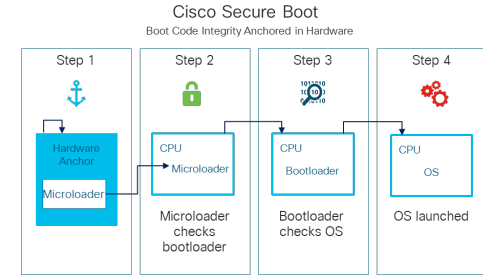 Cisco Secure Boot
Boot Code Integrity Anchored in Hardware
Step 1
Step 2
Step 3
Step 4
Hardware
Anchor
Microloader
CPU
Microloader
CPU
Bootloader
CPU
OS
Microloader
checks
bootloader
Bootloader
checks OS
OS launched